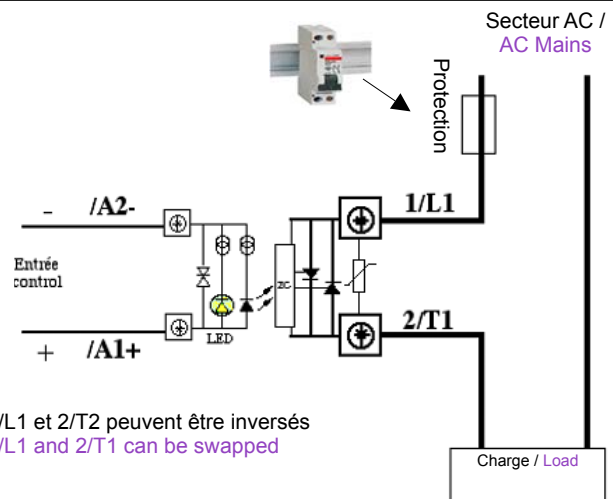 Secteur AC /
AC Mains
Protection
1/L1
/A2-
-
Entrée
control
ZC
LED
2/T1
+
/A1+
/L1 et 2/T2 peuvent être inversés
/L1 and 2/T1 can be swapped
Charge / Load